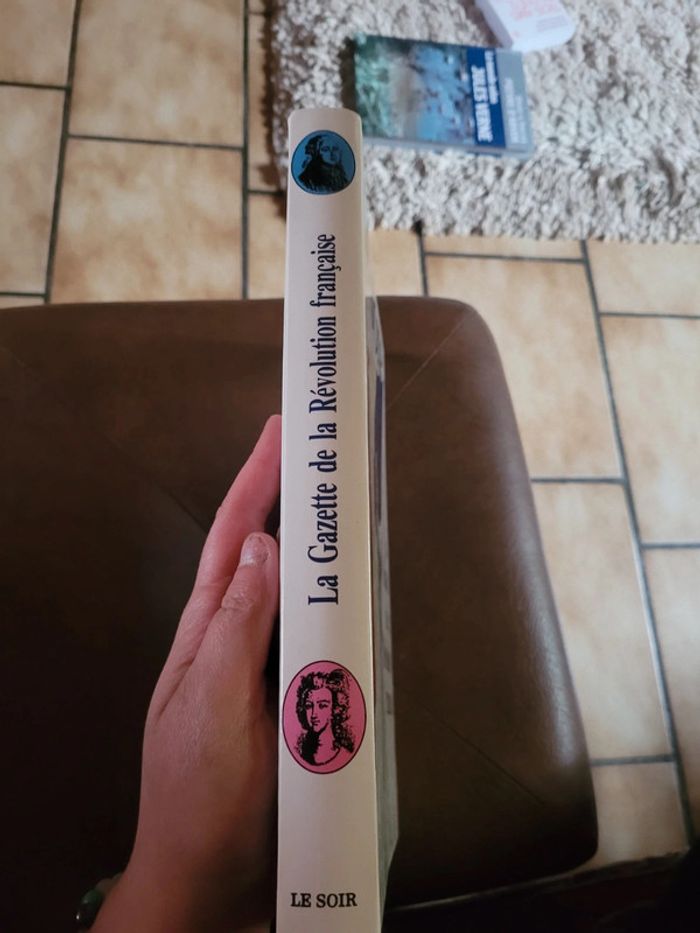 La Gazette de la Révolution française
LE SOIR
JULES VERNE